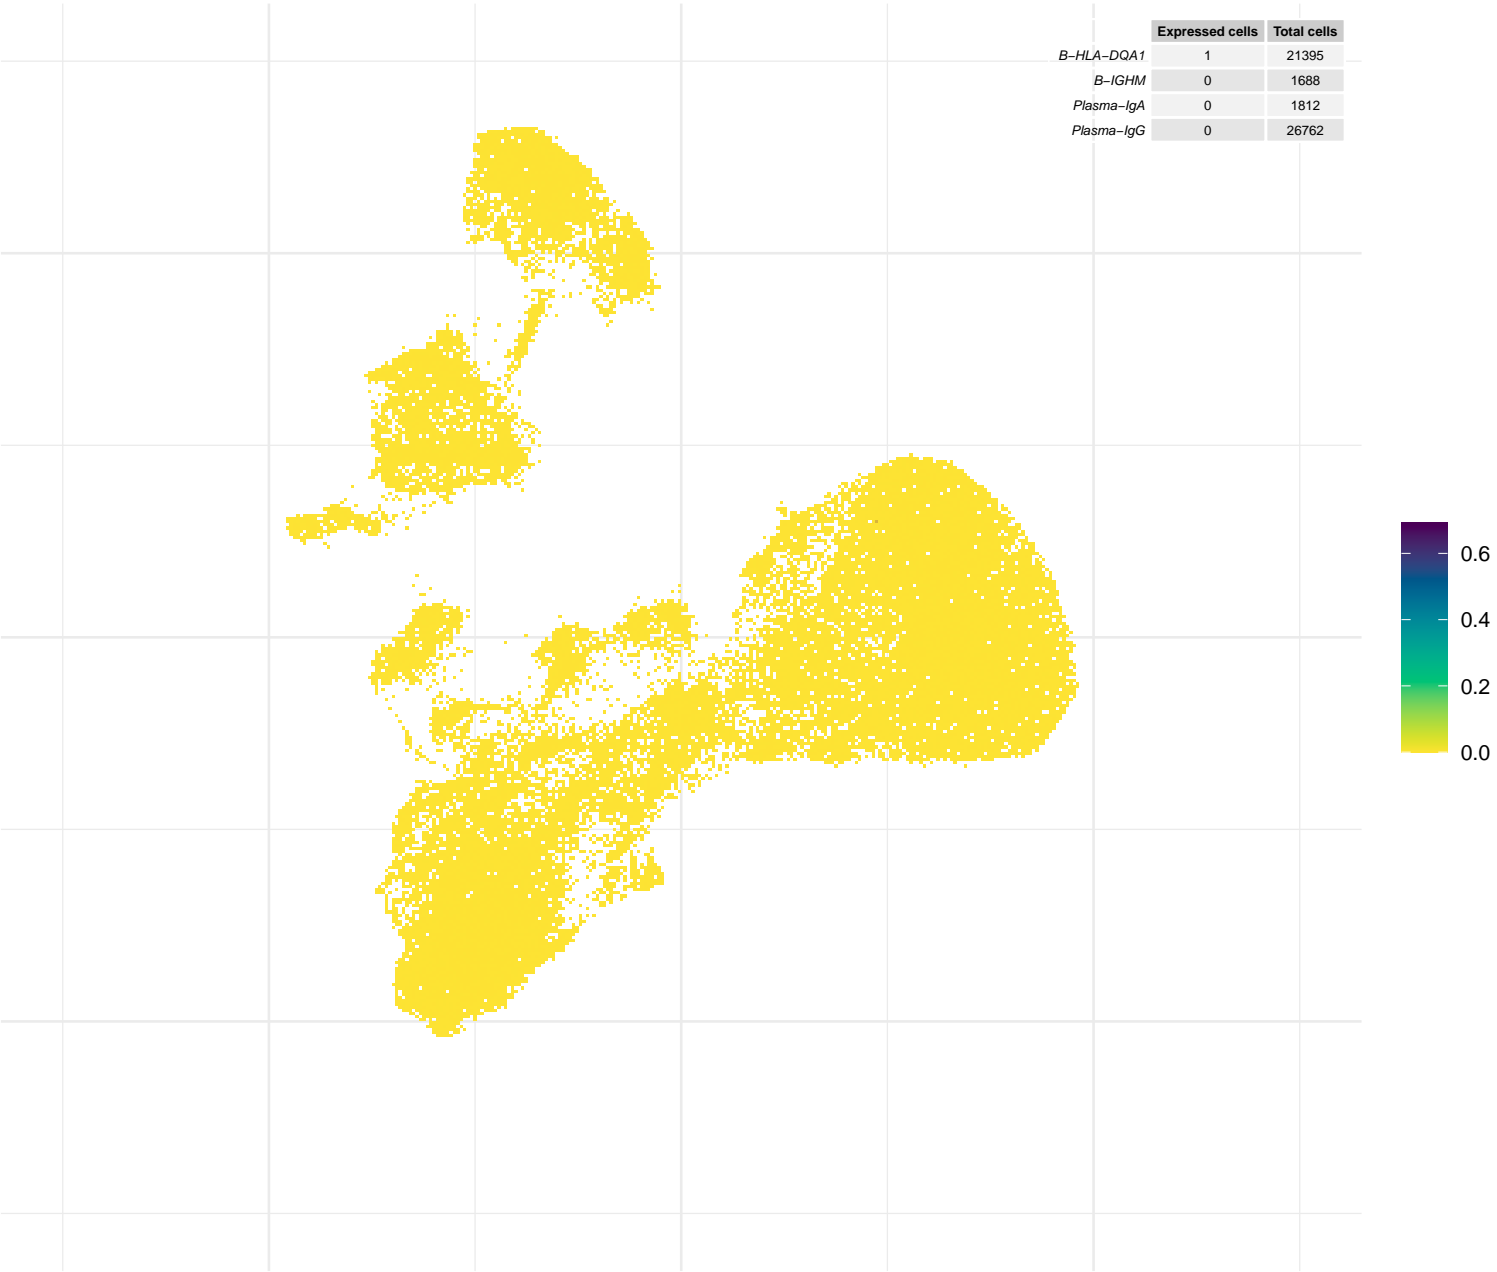 Expressed cells Total cells
B−HLA−DQA1 1 21395
B−IGHM 0 1688
Plasma−IgA 0 1812
Plasma−IgG 0 26762
0.6
0.4
0.2
0.0